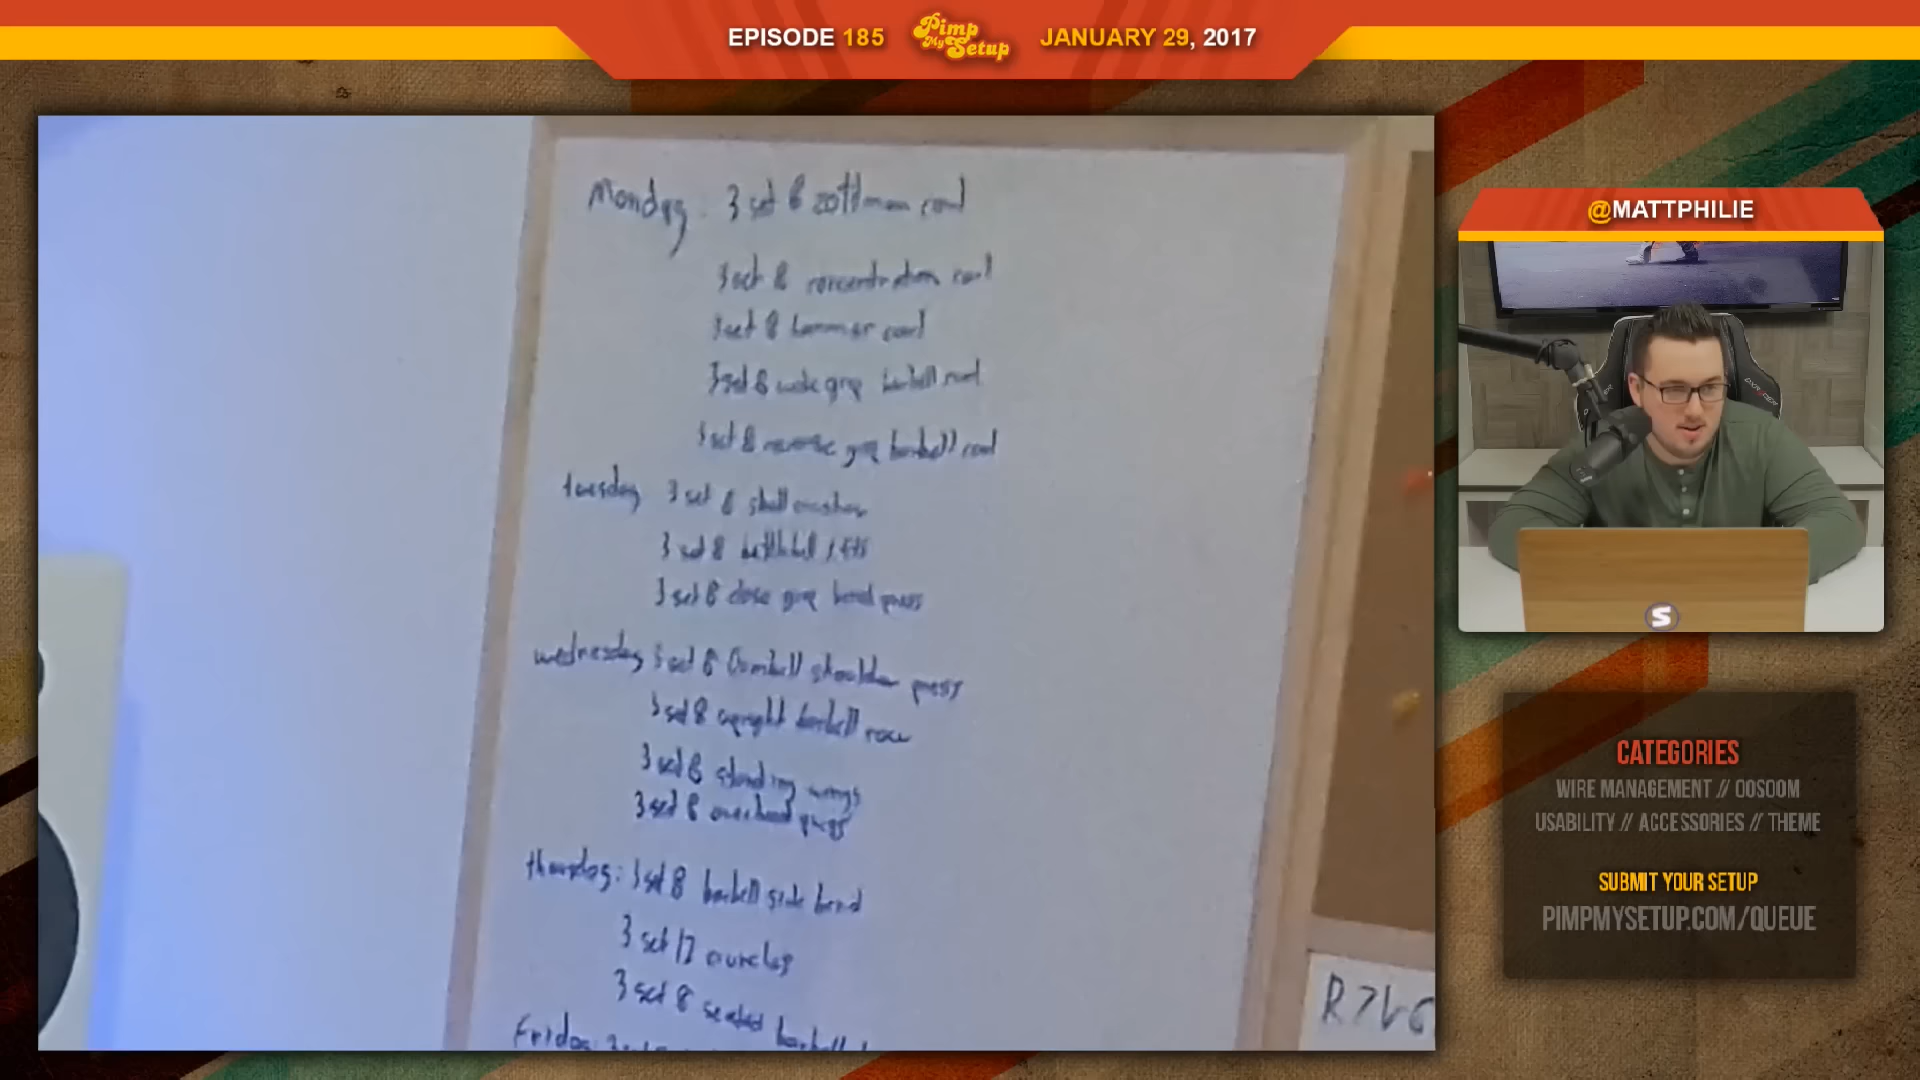 EPISODE 185
Pimp My Setup
JANUARY 29, 2017
Monday: 3 set 8 zottman curl
3 set 8 concentration curl
3 set 8 hammer curl
3 set 8 wide grip barbell curl
3 set 8 reverse grip barbell curl
tuesday 3 set 8
3 set 8
3 set 8 close grip bench press
wednesday 3 set 8 Dumbell shoulder press
3 set 8 upright barbell row
3 set 8 standing
3 set 8 overhead press
thursday: 3 set 8 barbell side bend
3 set 12
3 set 8 seated barbell
Friday:
@MATTPHILIE
CATEGORIES
WIRE MANAGEMENT // OOSOOM
USABILITY // ACCESSORIES // THEME
SUBMIT YOUR SETUP
PIMPMYSETUP.COM/QUEUE